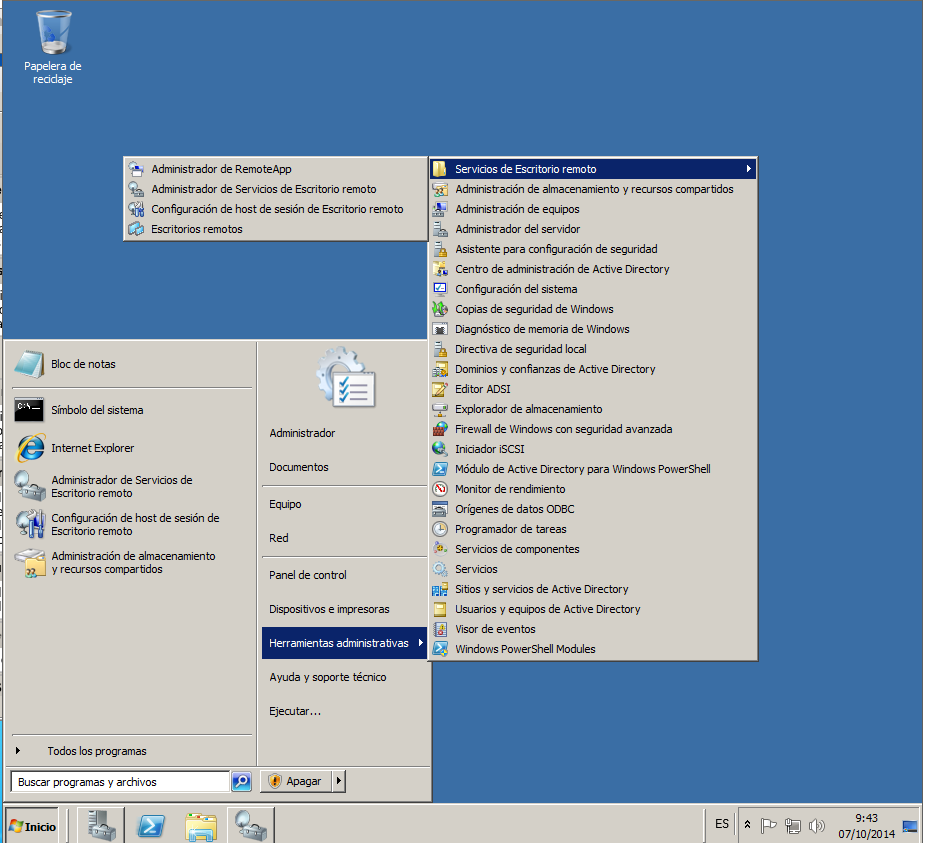 Papelera de
reciclaje
Administrador de RemoteApp
Administrador de Servicios de Escritorio remoto
Configuración de host de sesión de Escritorio remoto
Escritorios remotos
Servicios de Escritorio remoto
Administración de almacenamiento y recursos compartidos
Administración de equipos
Administrador del servidor
Asistente para configuración de seguridad
Centro de administración de Active Directory
Configuración del sistema
Copias de seguridad de Windows
Diagnóstico de memoria de Windows
Directiva de seguridad local
Dominios y confianzas de Active Directory
Editor ADSI
Explorador de almacenamiento
Firewall de Windows con seguridad avanzada
Iniciador iSCSI
Módulo de Active Directory para Windows PowerShell
Monitor de rendimiento
Orígenes de datos ODBC
Programador de tareas
Servicios de componentes
Servicios
Sitios y servicios de Active Directory
Usuarios y equipos de Active Directory
Visor de eventos
Windows PowerShell Modules
Bloc de notas
Símbolo del sistema
Internet Explorer
Administrador de Servicios de
Escritorio remoto
Configuración de host de sesión de
Escritorio remoto
Administración de almacenamiento
y recursos compartidos
Todos los programas
Buscar programas y archivos
Administrador
Documentos
Equipo
Red
Panel de control
Dispositivos e impresoras
Herramientas administrativas
Ayuda y soporte técnico
Ejecutar...
Apagar
Inicio
ES
9:43
07/10/2014